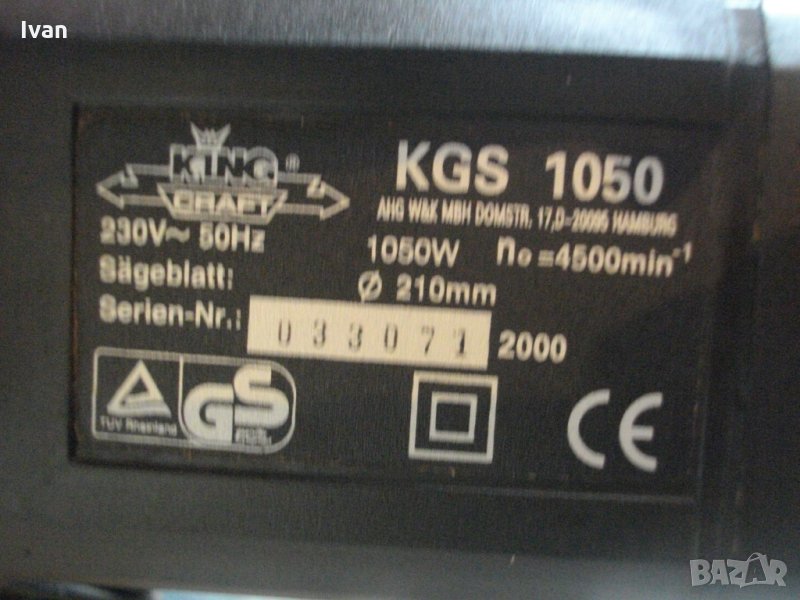 Ivan
KING ®
CRAFT
KGS 1050
AHG W&K MBH DOMSTR. 17,D-20095 HAMBURG
230V~ 50Hz 1050W n₀=4500min⁻¹
Sägeblatt: Ø 210mm
Serien-Nr.: 033071 2000
TÜV Rheinland
GS
CE
BAZAR